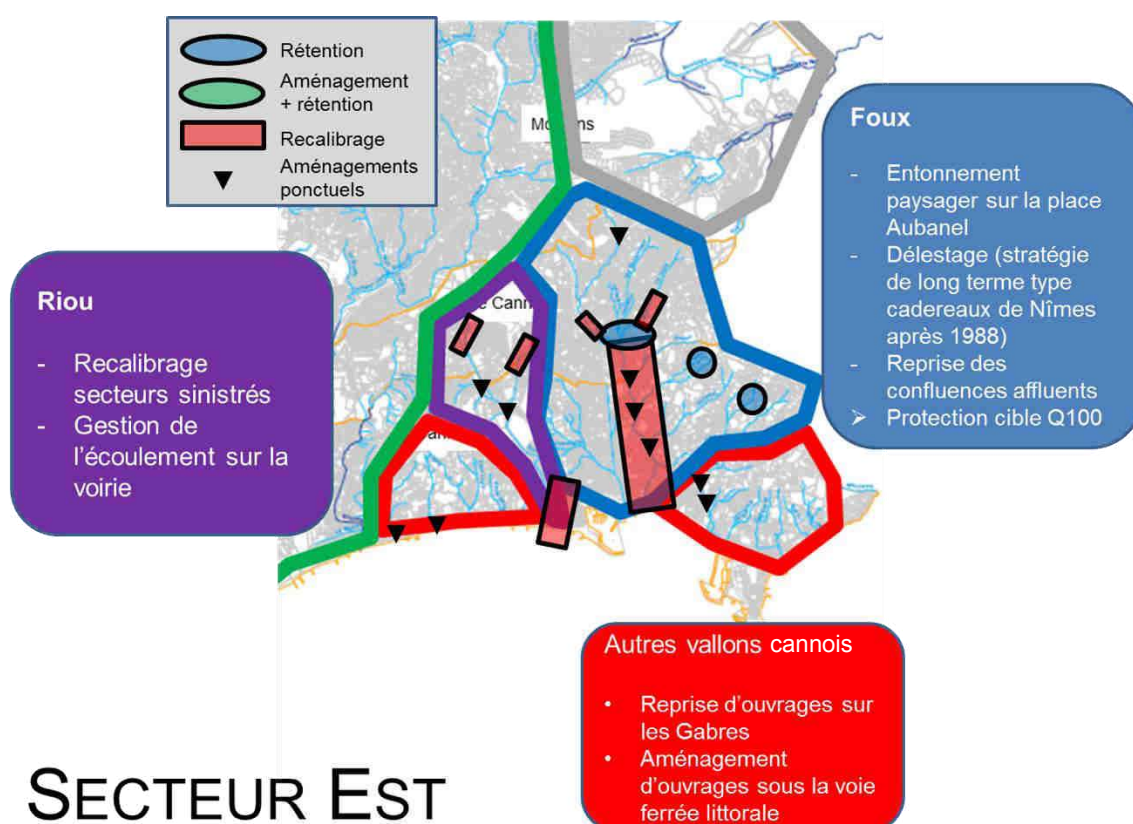 Rétention
Aménagement
+ rétention
Recalibrage
Aménagements
ponctuels
Foux
- Entonnement
paysager sur la place
Aubanel
- Délestage (stratégie
de long terme type
cadereaux de Nîmes
après 1988)
- Reprise des
confluences affluents
➢ Protection cible Q100
Riou
- Recalibrage
secteurs sinistrés
- Gestion de
l'écoulement sur la
voirie
Autres vallons cannois
• Reprise d'ouvrages sur
les Gabres
• Aménagement
d'ouvrages sous la voie
ferrée littorale
SECTEUR EST